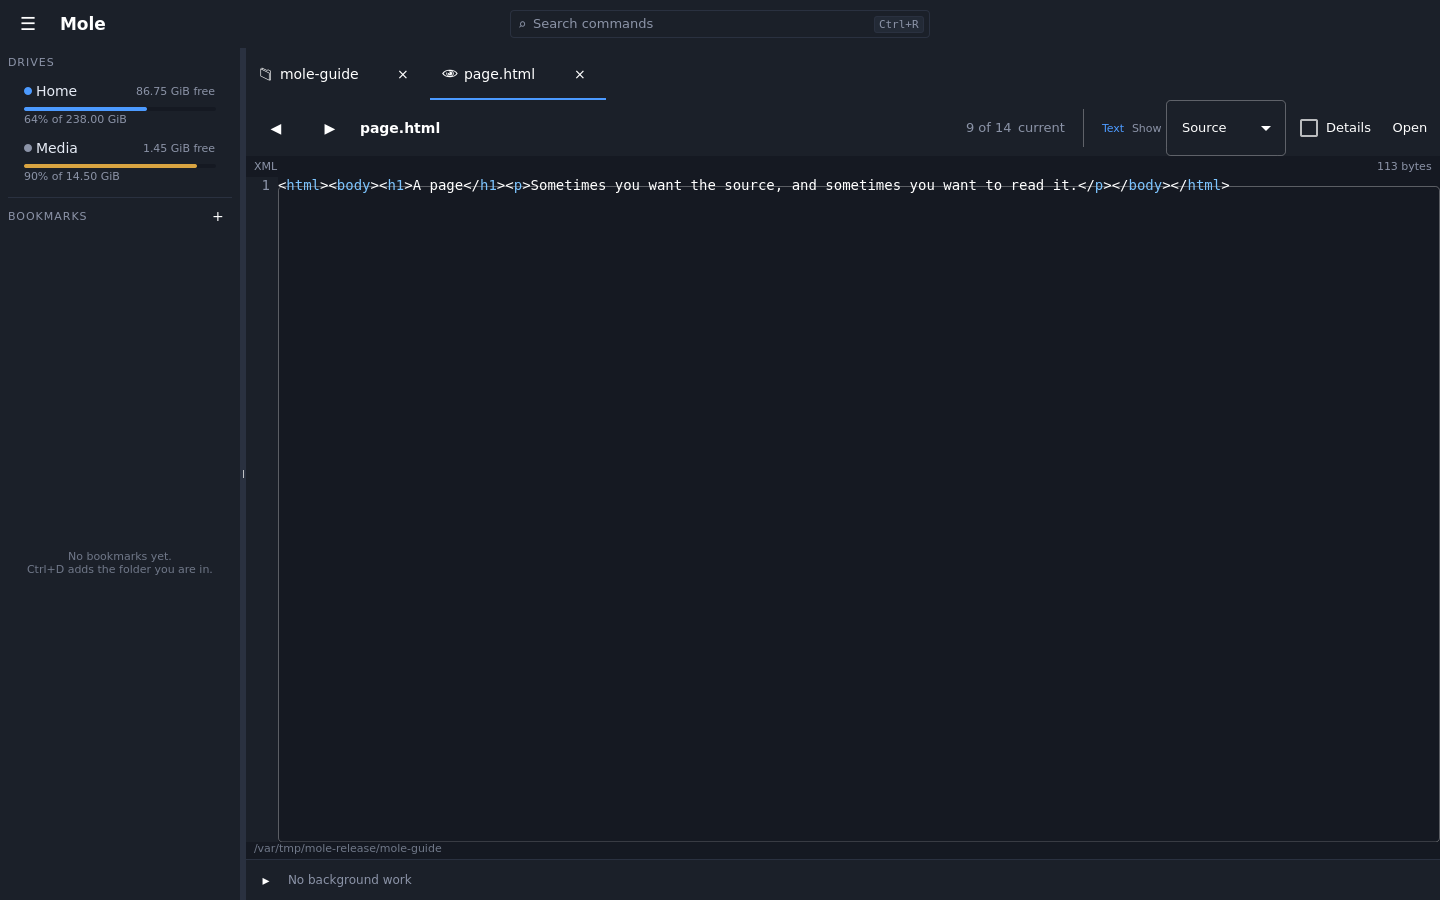 ☰ Mole
Search commands Ctrl+R
DRIVES
Home 86.75 GiB free
64% of 238.00 GiB
Media 1.45 GiB free
90% of 14.50 GiB
BOOKMARKS +
No bookmarks yet.
Ctrl+D adds the folder you are in.
mole-guide × page.html ×
◀ ▶ page.html 9 of 14 current Text Show Source Details Open
XML 113 bytes
1 <html><body><h1>A page</h1><p>Sometimes you want the source, and sometimes you want to read it.</p></body></html>
/var/tmp/mole-release/mole-guide
▶ No background work